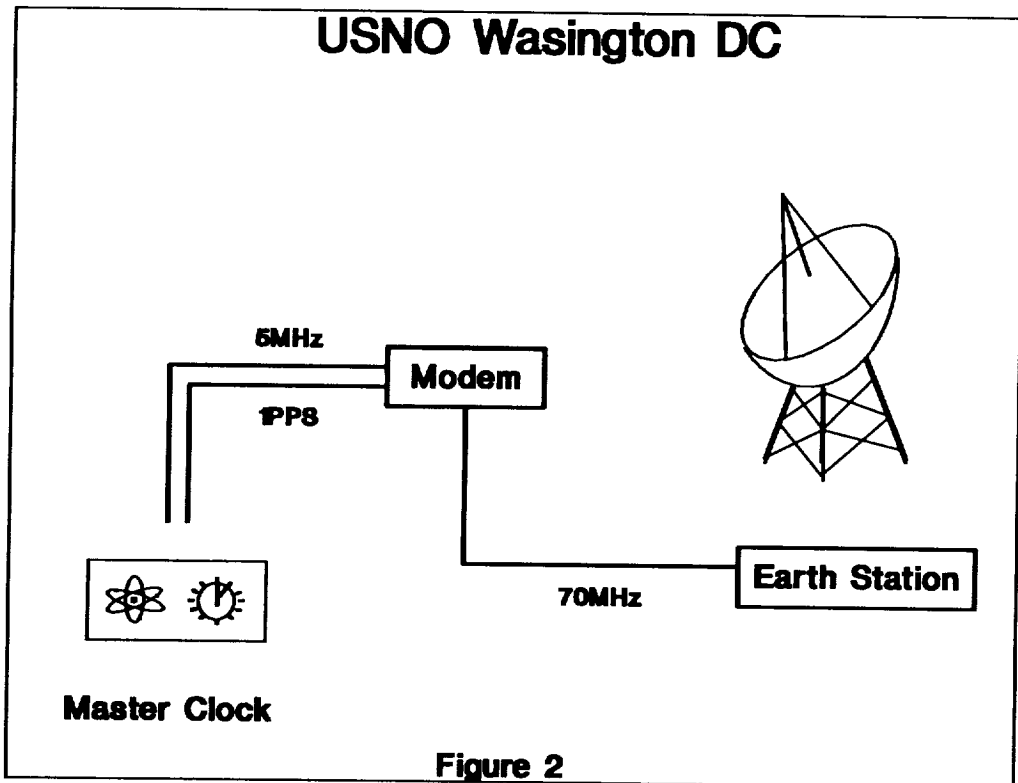 USNO Wasington DC
5MHz
Modem
1PPS
70MHz
Earth Station
Master Clock
Figure 2